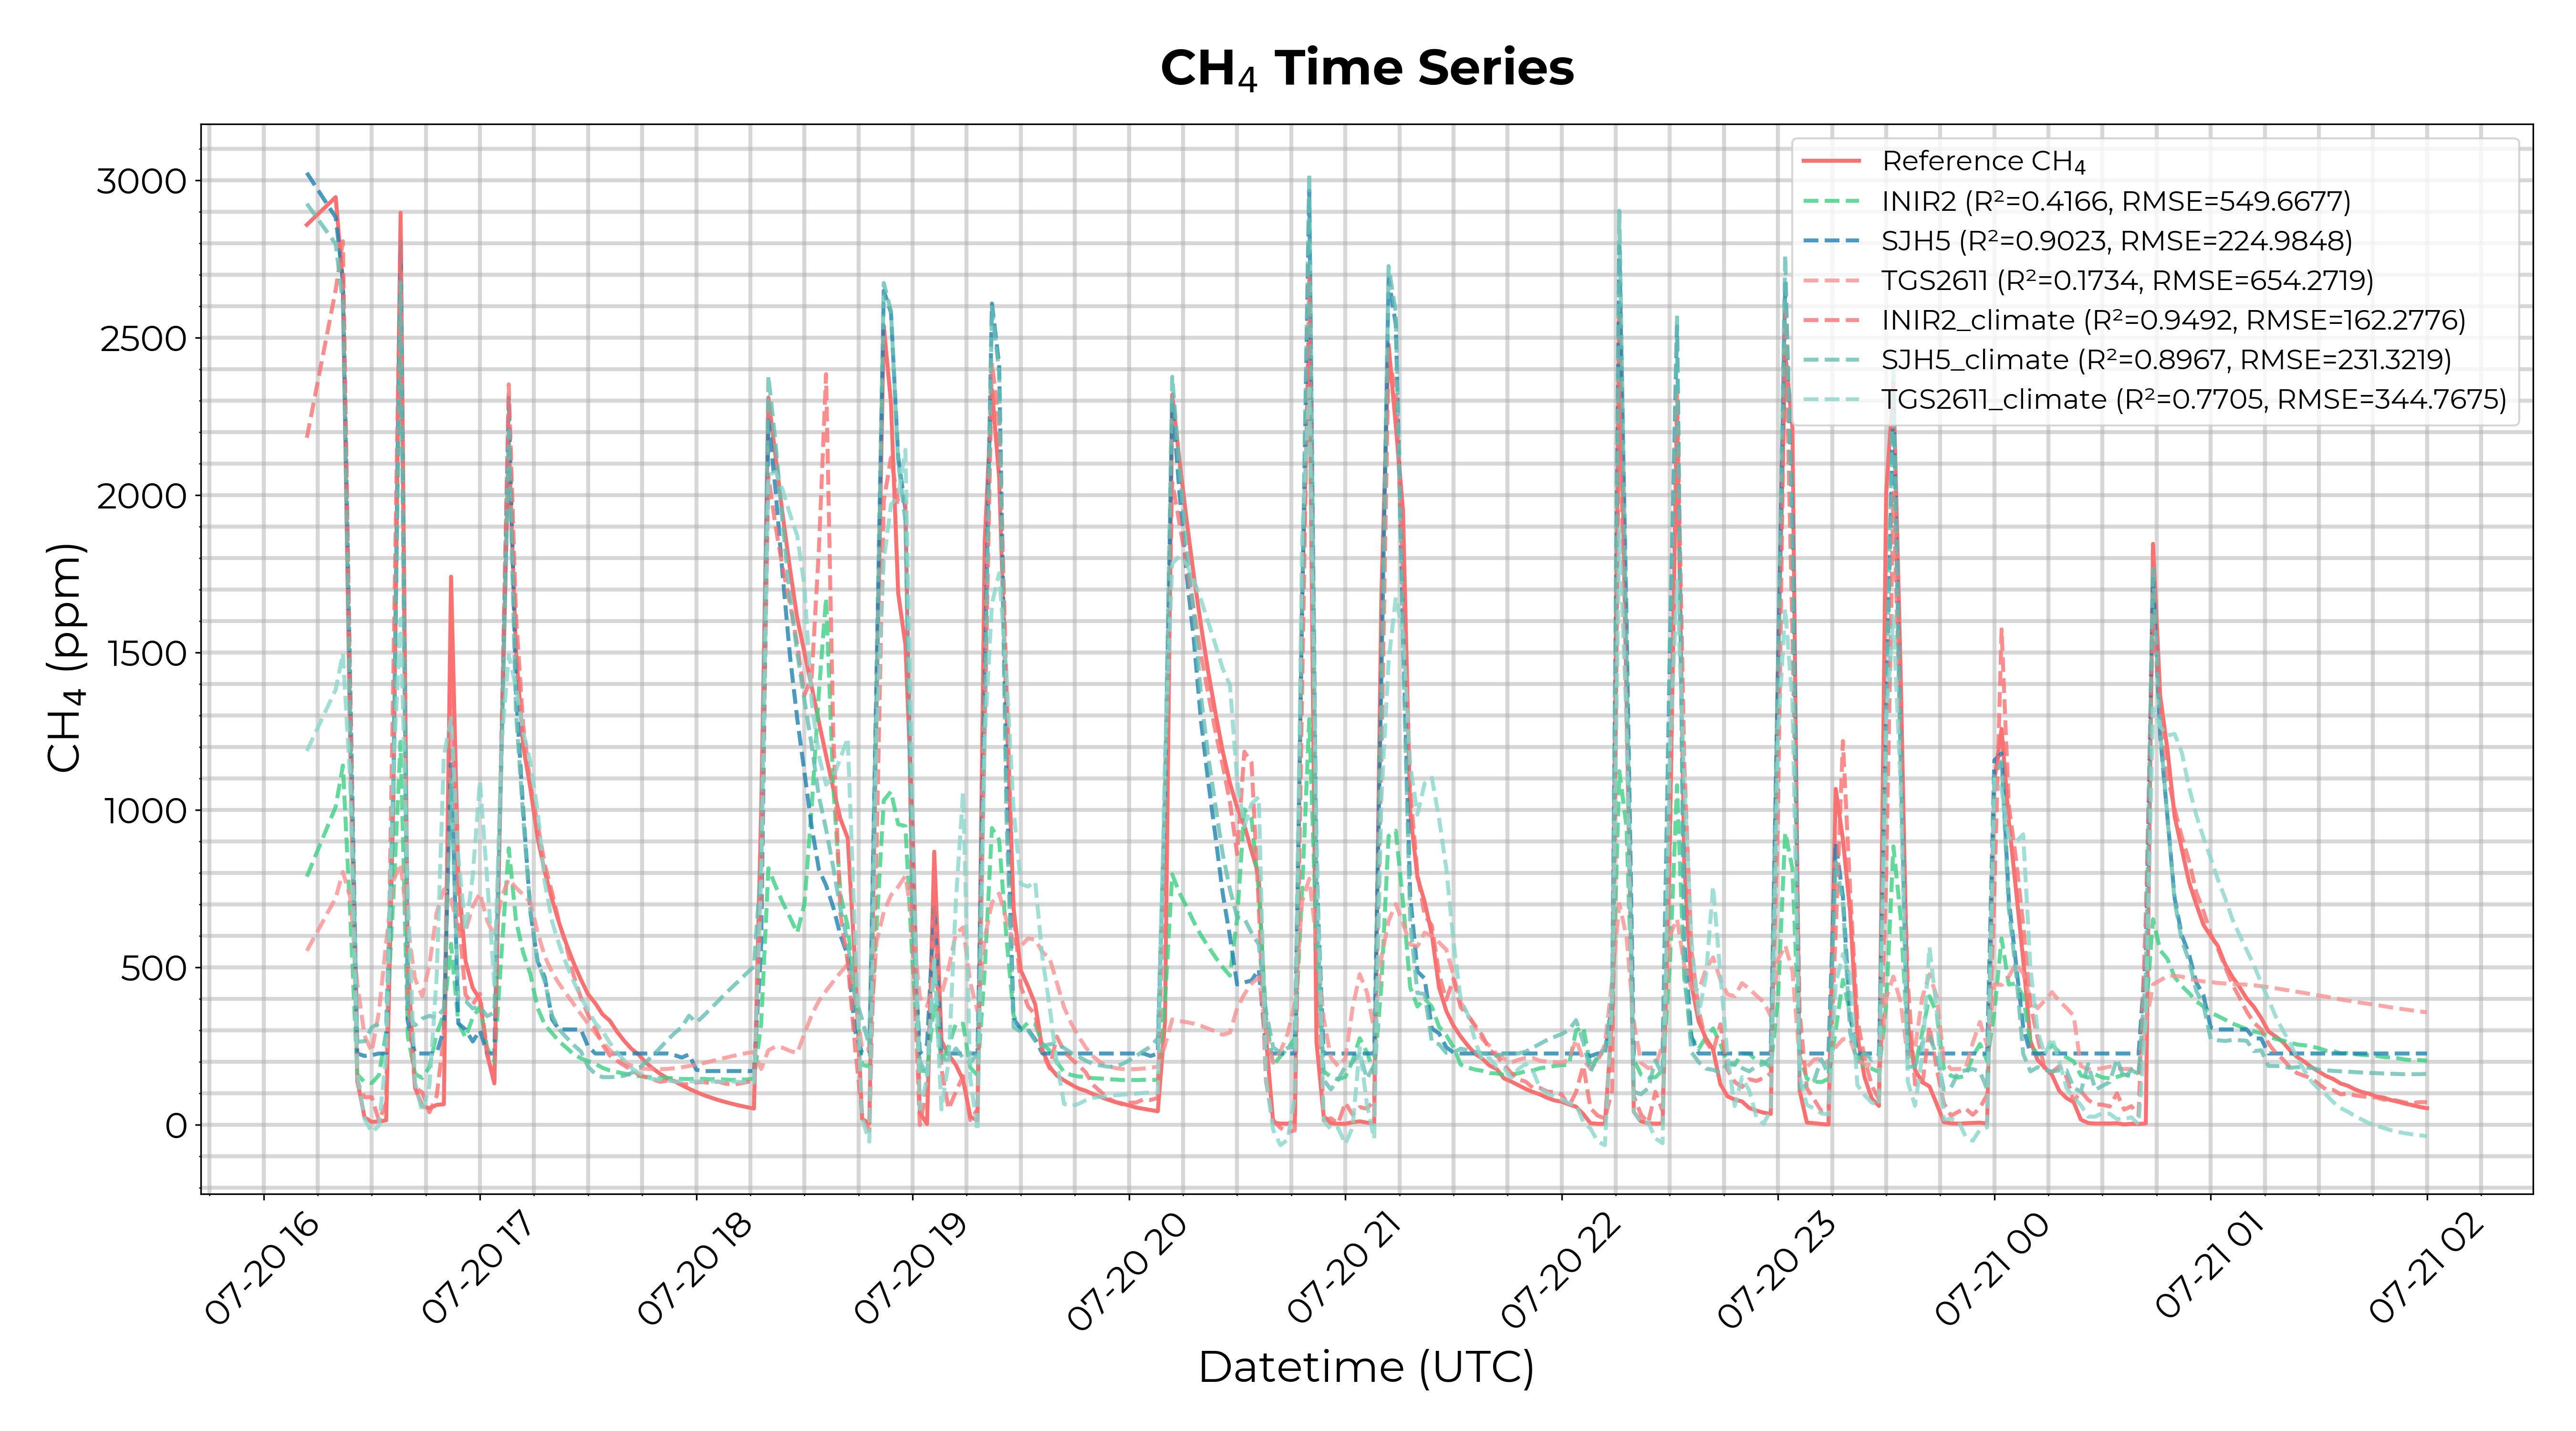 CH₄ Time Series
CH₄ (ppm)
3000
2500
2000
1500
1000
500
0
Reference CH₄
INIR2 (R²=0.4166, RMSE=549.6677)
SJH5 (R²=0.9023, RMSE=224.9848)
TGS2611 (R²=0.1734, RMSE=654.2719)
INIR2_climate (R²=0.9492, RMSE=162.2776)
SJH5_climate (R²=0.8967, RMSE=231.3219)
TGS2611_climate (R²=0.7705, RMSE=344.7675)
07-20 16
07-20 17
07-20 18
07-20 19
07-20 20
07-20 21
07-20 22
07-20 23
07-21 00
07-21 01
07-21 02
Datetime (UTC)